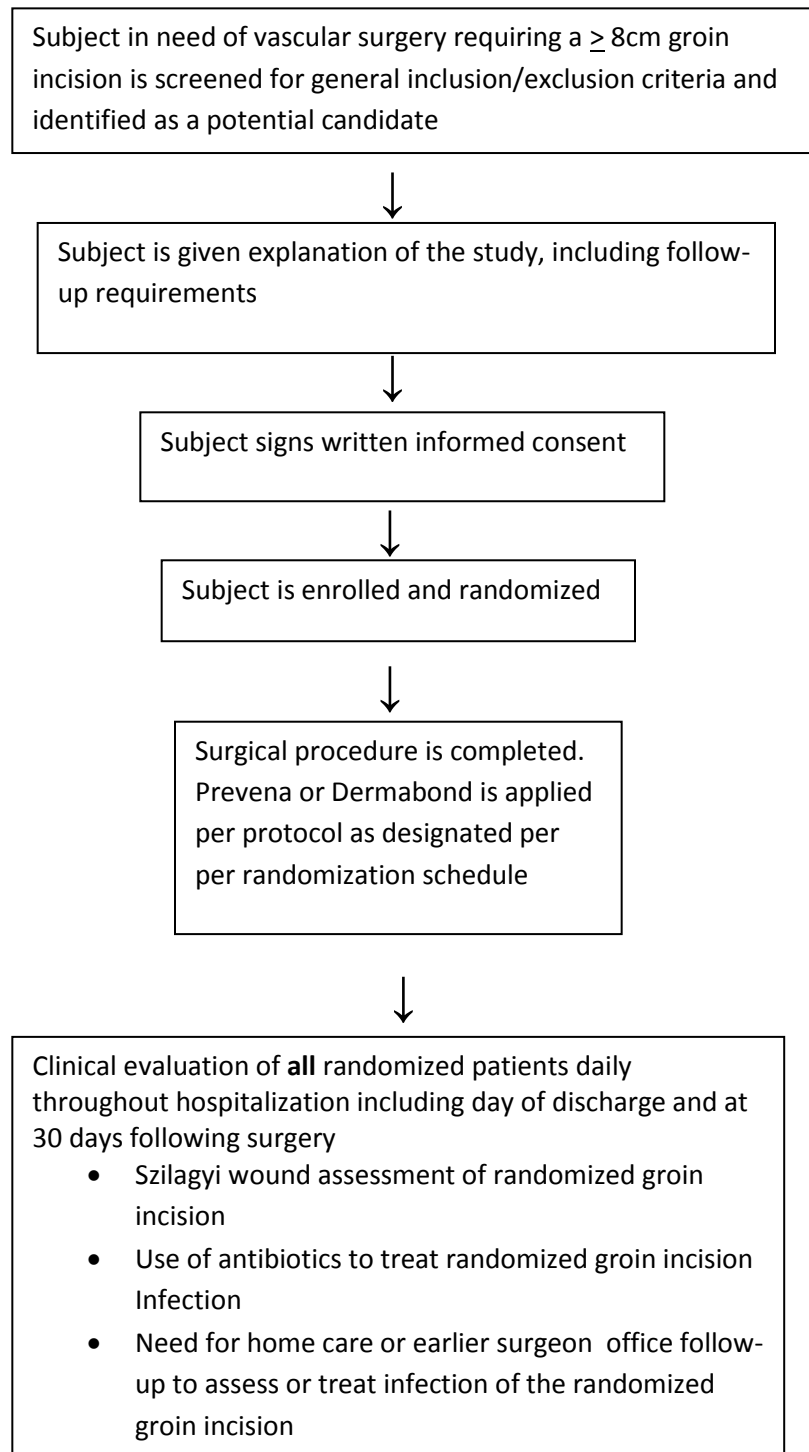 Subject in need of vascular surgery requiring a > 8cm groin
incision is screened for general inclusion/exclusion criteria and
identified as a potential candidate
↓
Subject is given explanation of the study, including follow-
up requirements
↓
Subject signs written informed consent
↓
Subject is enrolled and randomized
↓
Surgical procedure is completed.
Prevena or Dermabond is applied
per protocol as designated per
per randomization schedule
↓
Clinical evaluation of all randomized patients daily
throughout hospitalization including day of discharge and at
30 days following surgery
• Szilagyi wound assessment of randomized groin
incision
• Use of antibiotics to treat randomized groin incision
Infection
• Need for home care or earlier surgeon office follow-
up to assess or treat infection of the randomized
groin incision